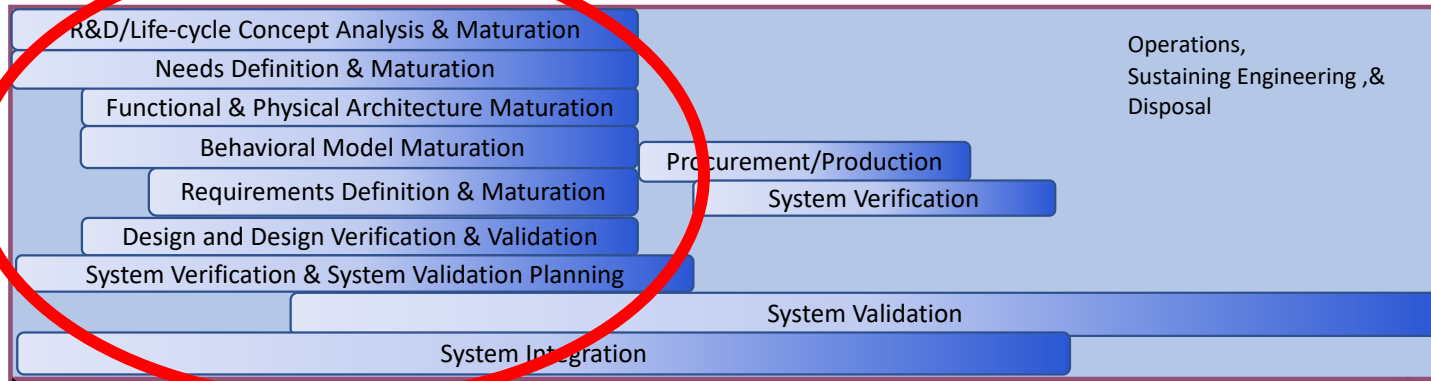 R&D/Life-cycle Concept Analysis & Maturation
Needs Definition & Maturation
Functional & Physical Architecture Maturation
Behavioral Model Maturation
Requirements Definition & Maturation
Design and Design Verification & Validation
System Verification & System Validation Planning
Procurement/Production
System Verification
System Validation
System Integration
Operations,
Sustaining Engineering ,&
Disposal